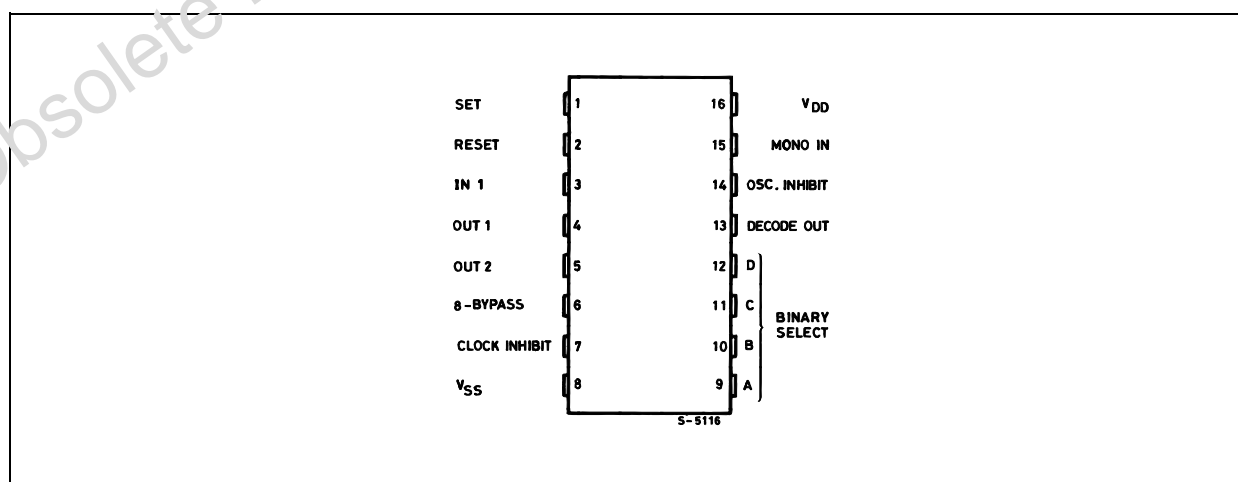 Obsolete
SET 1 16 VDD
RESET 2 15 MONO IN
IN 1 3 14 OSC. INHIBIT
OUT 1 4 13 DECODE OUT
OUT 2 5 12 D
8-BYPASS 6 11 C
BINARY
SELECT
CLOCK INHIBIT 7 10 B
VSS 8 9 A
S-5116